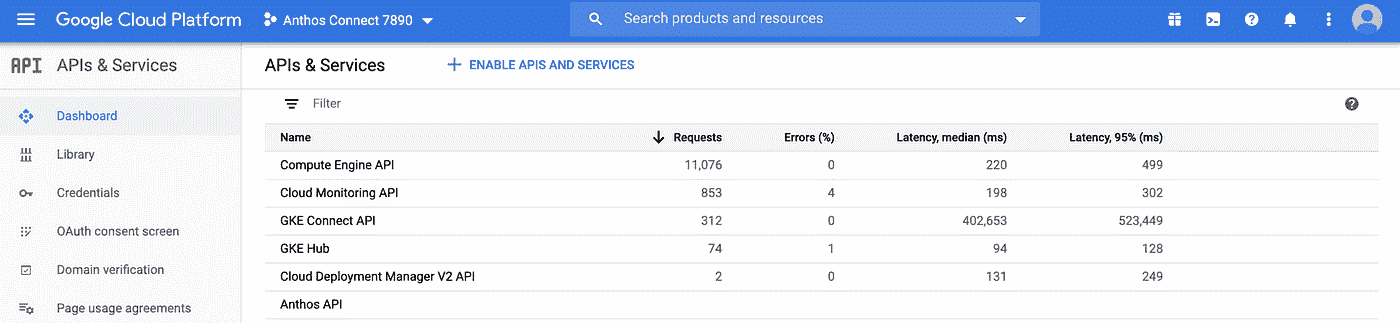 Google Cloud Platform Anthos Connect 7890 Search products and resources
API APIs & Services
APIs & Services + ENABLE APIS AND SERVICES
Dashboard
Library
Credentials
OAuth consent screen
Domain verification
Page usage agreements
Filter
Name Requests Errors (%) Latency, median (ms) Latency, 95% (ms)
Compute Engine API 11,076 0 220 499
Cloud Monitoring API 853 4 198 302
GKE Connect API 312 0 402,653 523,449
GKE Hub 74 1 94 128
Cloud Deployment Manager V2 API 2 0 131 249
Anthos API